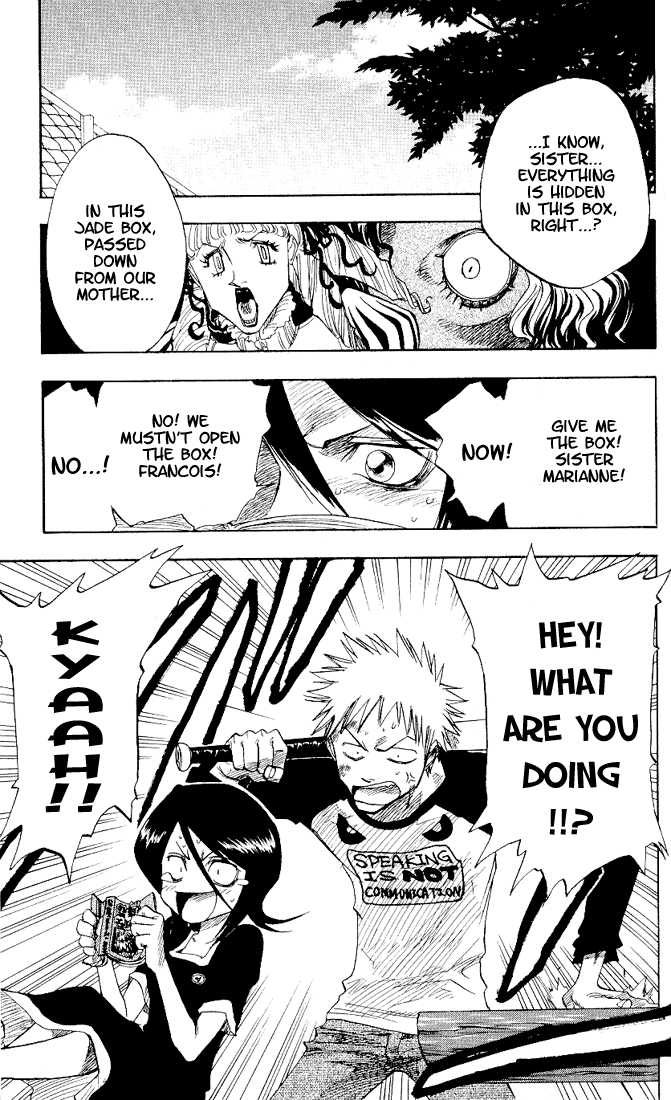 ...I KNOW,
SISTER...
EVERYTHING
IS HIDDEN
IN THIS BOX,
RIGHT...?
IN THIS
JADE BOX,
PASSED
DOWN
FROM OUR
MOTHER...
GIVE ME
THE BOX!
SISTER
MARIANNE!
NOW!
NO! WE
MUSTN'T OPEN
THE BOX!
FRANCOIS!
NO...!
HEY!
WHAT
ARE YOU
DOING
!!?
SPEAKING
IS NOT
COMMUNICATION
KYAAH!!